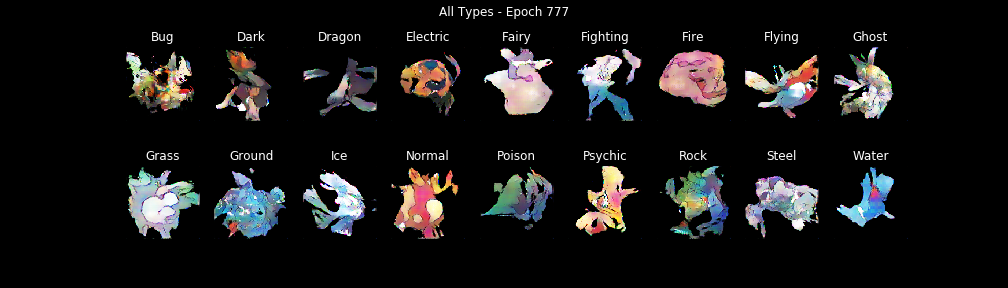 All Types - Epoch 777
Bug Dark Dragon Electric Fairy Fighting Fire Flying Ghost
Grass Ground Ice Normal Poison Psychic Rock Steel Water